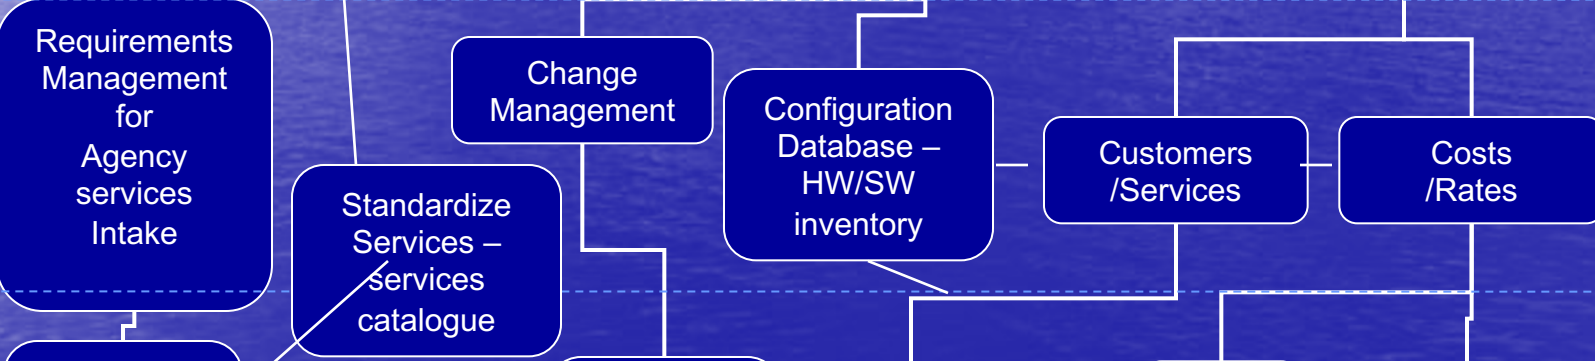 Requirements
Management
for
Agency
services
Intake
Standardize
Services –
services
catalogue
Change
Management
Configuration
Database –
HW/SW
inventory
Customers
/Services
Costs
/Rates